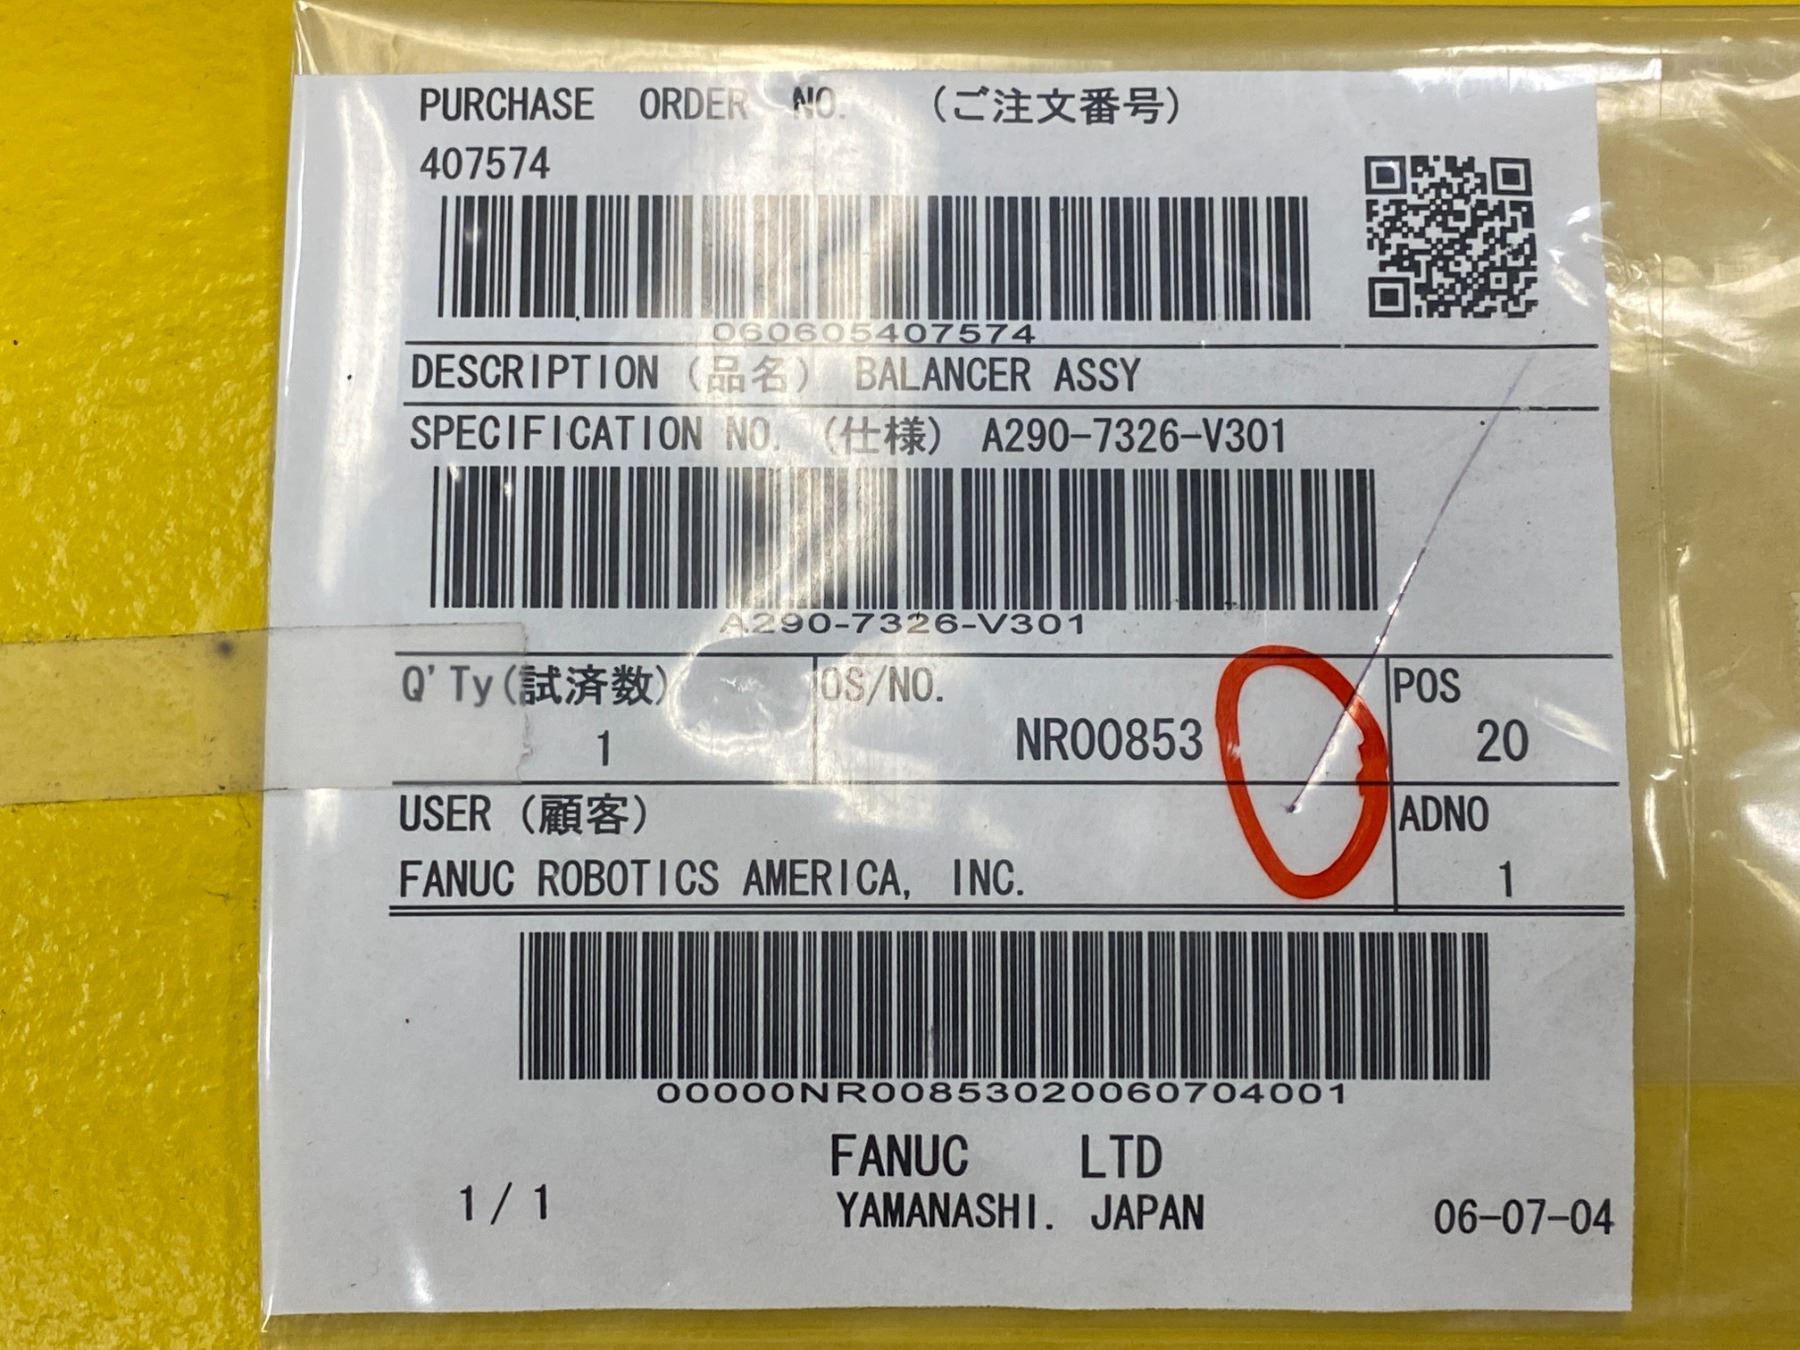 PURCHASE ORDER NO. (ご注文番号)
407574
060605407574
DESCRIPTION (品名) BALANCER ASSY
SPECIFICATION NO. (仕様) A290-7326-V301
A290-7326-V301
Q'Ty(試済数) OS/NO. POS
1 NR00853 20
USER (顧客) ADNO
FANUC ROBOTICS AMERICA, INC. 1
00000NR00853020060704001
FANUC LTD
1/1 YAMANASHI. JAPAN 06-07-04